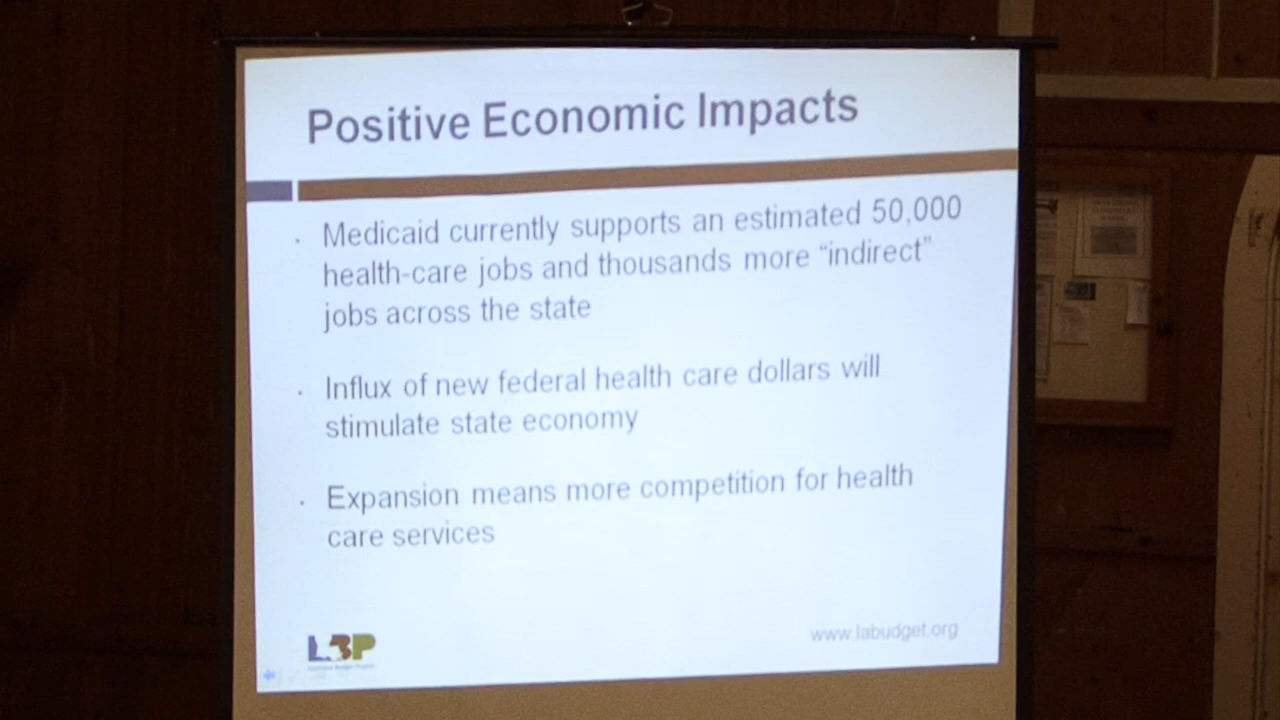 Positive Economic Impacts
Medicaid currently supports an estimated 50,000
health-care jobs and thousands more “indirect”
jobs across the state
Influx of new federal health care dollars will
stimulate state economy
Expansion means more competition for health
care services
LBP
www.labudget.org